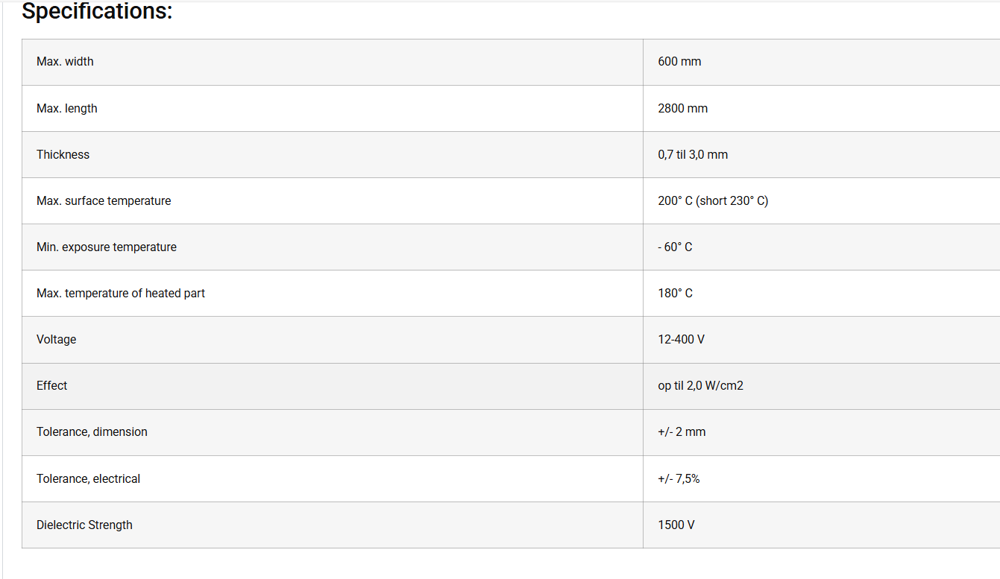 Specifications:
Max. width 600 mm
Max. length 2800 mm
Thickness 0,7 til 3,0 mm
Max. surface temperature 200° C (short 230° C)
Min. exposure temperature - 60° C
Max. temperature of heated part 180° C
Voltage 12-400 V
Effect op til 2,0 W/cm2
Tolerance, dimension +/- 2 mm
Tolerance, electrical +/- 7,5%
Dielectric Strength 1500 V